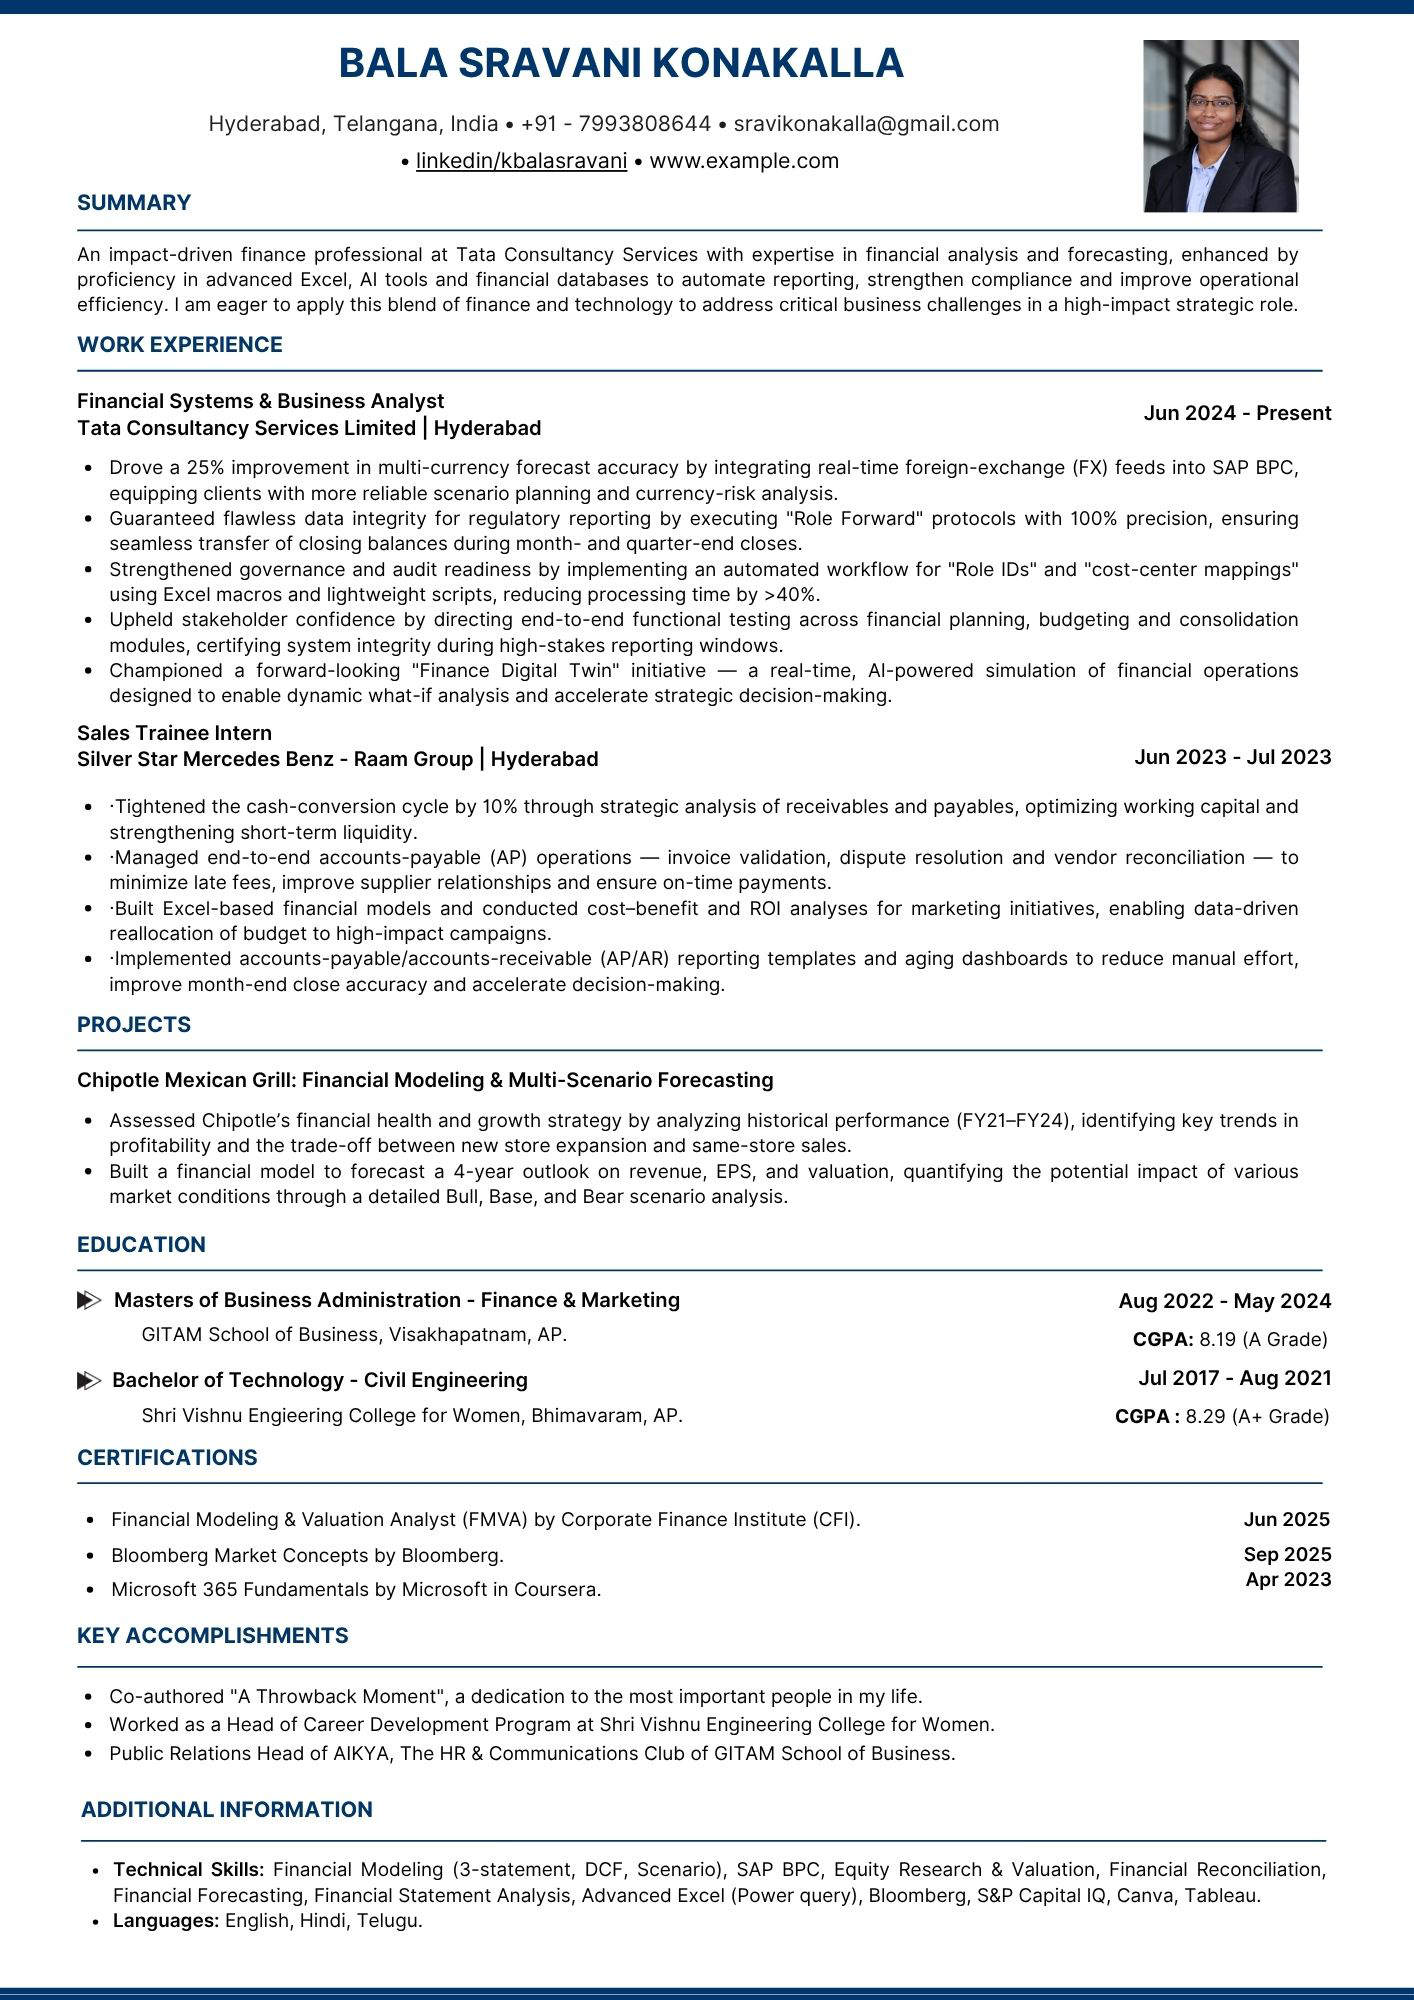 BALA SRAVANI KONAKALLA
Hyderabad, Telangana, India • +91 - 7993808644 • sravikonakalla@gmail.com
• linkedin/kbalasravani • www.example.com
SUMMARY
An impact-driven finance professional at Tata Consultancy Services with expertise in financial analysis and forecasting, enhanced by
proficiency in advanced Excel, AI tools and financial databases to automate reporting, strengthen compliance and improve operational
efficiency. I am eager to apply this blend of finance and technology to address critical business challenges in a high-impact strategic role.
WORK EXPERIENCE
Financial Systems & Business Analyst
Tata Consultancy Services Limited | Hyderabad
Jun 2024 - Present
• Drove a 25% improvement in multi-currency forecast accuracy by integrating real-time foreign-exchange (FX) feeds into SAP BPC,
equipping clients with more reliable scenario planning and currency-risk analysis.
• Guaranteed flawless data integrity for regulatory reporting by executing "Role Forward" protocols with 100% precision, ensuring
seamless transfer of closing balances during month- and quarter-end closes.
• Strengthened governance and audit readiness by implementing an automated workflow for "Role IDs" and "cost-center mappings"
using Excel macros and lightweight scripts, reducing processing time by >40%.
• Upheld stakeholder confidence by directing end-to-end functional testing across financial planning, budgeting and consolidation
modules, certifying system integrity during high-stakes reporting windows.
• Championed a forward-looking "Finance Digital Twin" initiative — a real-time, AI-powered simulation of financial operations
designed to enable dynamic what-if analysis and accelerate strategic decision-making.
Sales Trainee Intern
Silver Star Mercedes Benz - Raam Group | Hyderabad
Jun 2023 - Jul 2023
• ·Tightened the cash-conversion cycle by 10% through strategic analysis of receivables and payables, optimizing working capital and
strengthening short-term liquidity.
• ·Managed end-to-end accounts-payable (AP) operations — invoice validation, dispute resolution and vendor reconciliation — to
minimize late fees, improve supplier relationships and ensure on-time payments.
• ·Built Excel-based financial models and conducted cost–benefit and ROI analyses for marketing initiatives, enabling data-driven
reallocation of budget to high-impact campaigns.
• ·Implemented accounts-payable/accounts-receivable (AP/AR) reporting templates and aging dashboards to reduce manual effort,
improve month-end close accuracy and accelerate decision-making.
PROJECTS
Chipotle Mexican Grill: Financial Modeling & Multi-Scenario Forecasting
• Assessed Chipotle’s financial health and growth strategy by analyzing historical performance (FY21–FY24), identifying key trends in
profitability and the trade-off between new store expansion and same-store sales.
• Built a financial model to forecast a 4-year outlook on revenue, EPS, and valuation, quantifying the potential impact of various
market conditions through a detailed Bull, Base, and Bear scenario analysis.
EDUCATION
Masters of Business Administration - Finance & Marketing
Aug 2022 - May 2024
GITAM School of Business, Visakhapatnam, AP.
CGPA: 8.19 (A Grade)
Bachelor of Technology - Civil Engineering
Jul 2017 - Aug 2021
Shri Vishnu Engieering College for Women, Bhimavaram, AP.
CGPA : 8.29 (A+ Grade)
CERTIFICATIONS
• Financial Modeling & Valuation Analyst (FMVA) by Corporate Finance Institute (CFI).
Jun 2025
• Bloomberg Market Concepts by Bloomberg.
Sep 2025
• Microsoft 365 Fundamentals by Microsoft in Coursera.
Apr 2023
KEY ACCOMPLISHMENTS
• Co-authored "A Throwback Moment", a dedication to the most important people in my life.
• Worked as a Head of Career Development Program at Shri Vishnu Engineering College for Women.
• Public Relations Head of AIKYA, The HR & Communications Club of GITAM School of Business.
ADDITIONAL INFORMATION
• Technical Skills: Financial Modeling (3-statement, DCF, Scenario), SAP BPC, Equity Research & Valuation, Financial Reconciliation,
Financial Forecasting, Financial Statement Analysis, Advanced Excel (Power query), Bloomberg, S&P Capital IQ, Canva, Tableau.
• Languages: English, Hindi, Telugu.